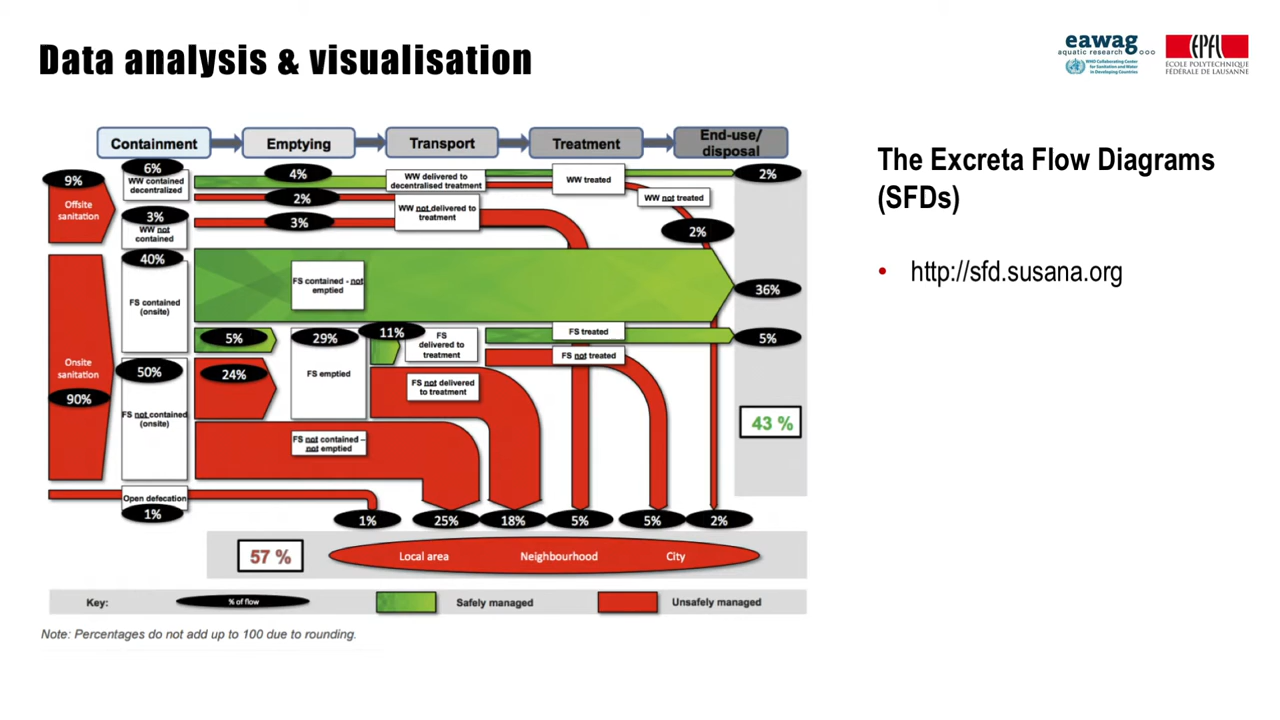 Data analysis & visualisation
eawag
aquatic research
WHO Collaborating Center
for Sanitation and Water
in Developing Countries
EPFL
ÉCOLE POLYTECHNIQUE
FÉDÉRALE DE LAUSANNE
Containment
Emptying
Transport
Treatment
End-use/
disposal
9%
Offsite
sanitation
6%
WW contained
decentralized
4%
WW delivered to
decentralised treatment
WW treated
2%
2%
WW not delivered to
treatment
WW not treated
3%
WW not
contained
3%
2%
40%
FS contained
(onsite)
FS contained - not
emptied
36%
5%
29%
FS emptied
11%
FS
delivered to
treatment
FS treated
5%
FS not treated
Onsite
sanitation
90%
50%
FS not contained
(onsite)
24%
FS not delivered
to treatment
FS not contained –
not emptied
43 %
Open defecation
1%
1%
25%
18%
5%
5%
2%
57 %
Local area
Neighbourhood
City
Key:
% of flow
Safely managed
Unsafely managed
Note: Percentages do not add up to 100 due to rounding.
The Excreta Flow Diagrams
(SFDs)
• http://sfd.susana.org